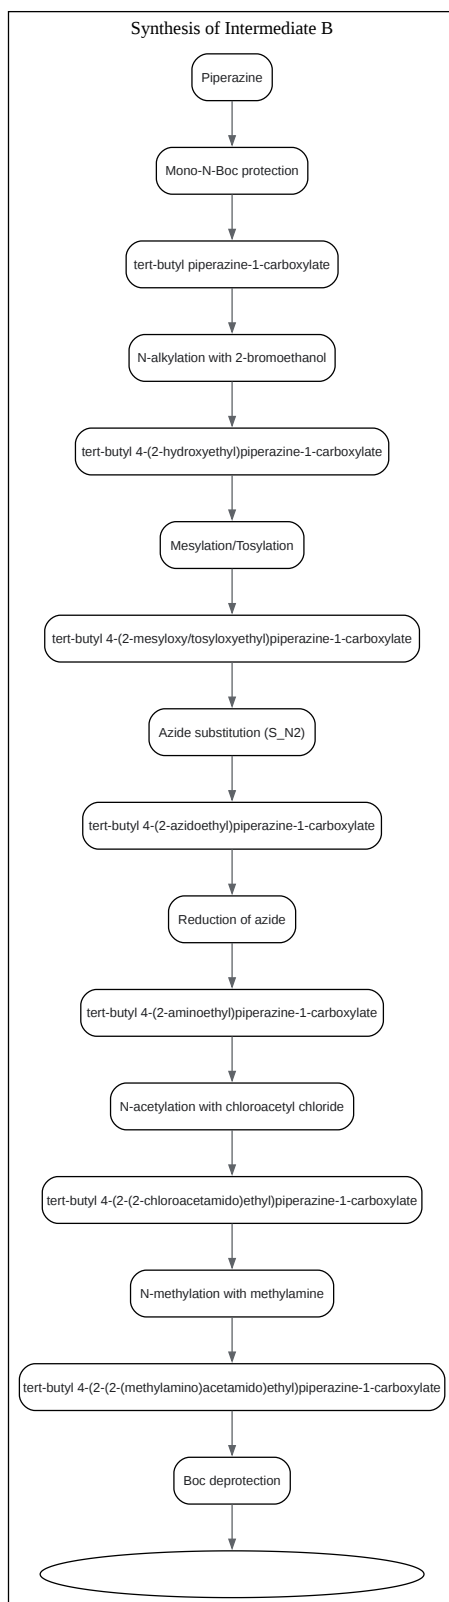 Synthesis of Intermediate B
Piperazine
Mono-N-Boc protection
tert-butyl piperazine-1-carboxylate
N-alkylation with 2-bromoethanol
tert-butyl 4-(2-hydroxyethyl)piperazine-1-carboxylate
Mesylation/Tosylation
tert-butyl 4-(2-mesyloxy/tosyloxyethyl)piperazine-1-carboxylate
Azide substitution (S_N2)
tert-butyl 4-(2-azidoethyl)piperazine-1-carboxylate
Reduction of azide
tert-butyl 4-(2-aminoethyl)piperazine-1-carboxylate
N-acetylation with chloroacetyl chloride
tert-butyl 4-(2-(2-chloroacetamido)ethyl)piperazine-1-carboxylate
N-methylation with methylamine
tert-butyl 4-(2-(2-(methylamino)acetamido)ethyl)piperazine-1-carboxylate
Boc deprotection